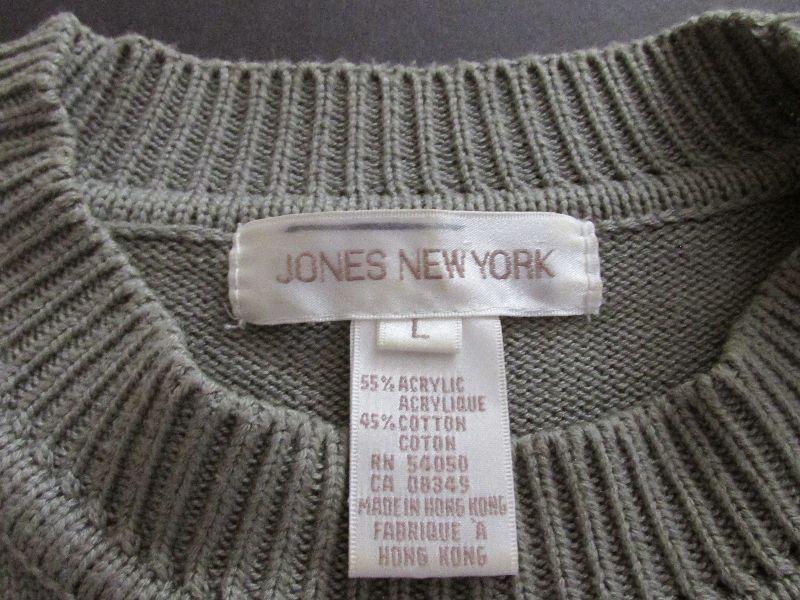 JONES NEW YORK
L
55% ACRYLIC
ACRYLIQUE
45% COTTON
COTON
RN 54050
CA 08349
MADE IN HONG KONG
FABRIQUE 'A
HONG KONG